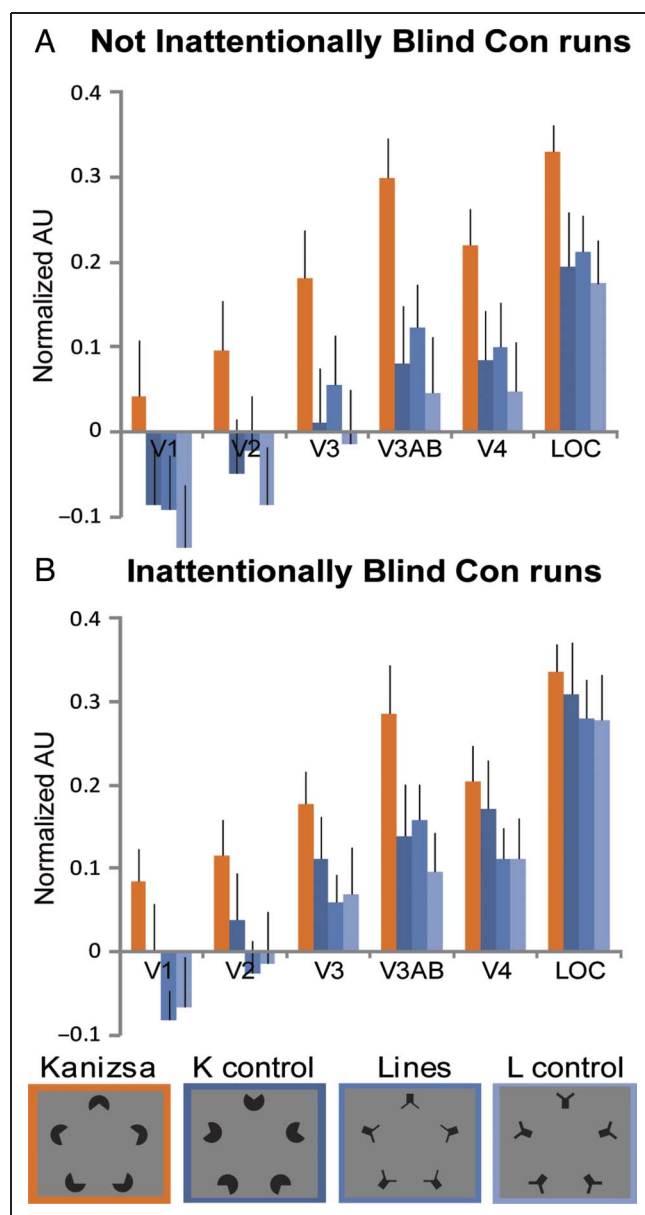 A Not Inattentionally Blind Con runs
0.4
0.3
0.2
0.1
0
–0.1
Normalized AU
V1 V2 V3 V3AB V4 LOC
B Inattentionally Blind Con runs
0.4
0.3
0.2
0.1
0
–0.1
Normalized AU
V1 V2 V3 V3AB V4 LOC
Kanizsa K control Lines L control